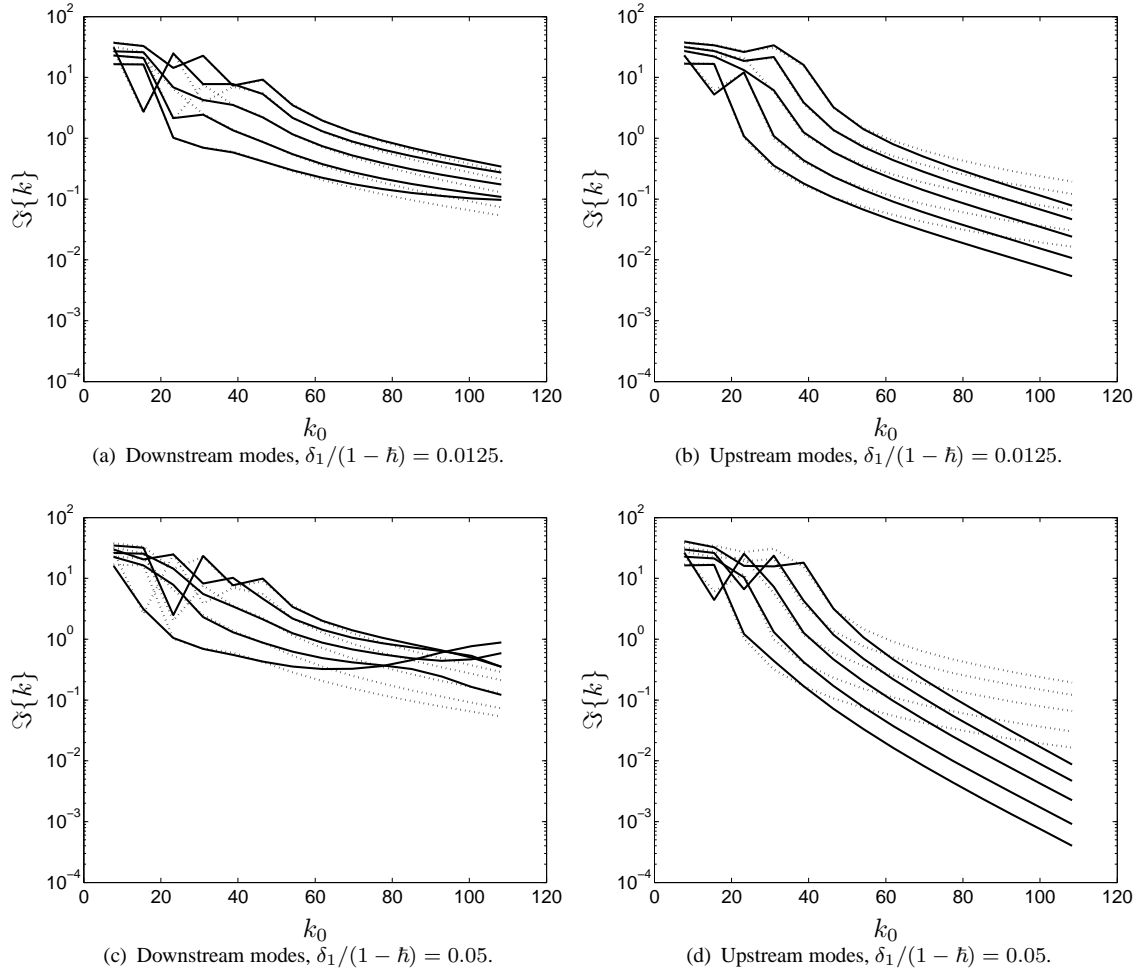 10^2
10^1
10^0
10^{-1}
10^{-2}
10^{-3}
10^{-4}
ℑ{k}
0 20 40 60 80 100 120
k_0
(a) Downstream modes, δ_1/(1 − ħ) = 0.0125.
10^2
10^1
10^0
10^{-1}
10^{-2}
10^{-3}
10^{-4}
ℑ{k}
0 20 40 60 80 100 120
k_0
(b) Upstream modes, δ_1/(1 − ħ) = 0.0125.
10^2
10^1
10^0
10^{-1}
10^{-2}
10^{-3}
10^{-4}
ℑ{k}
0 20 40 60 80 100 120
k_0
(c) Downstream modes, δ_1/(1 − ħ) = 0.05.
10^2
10^1
10^0
10^{-1}
10^{-2}
10^{-3}
10^{-4}
ℑ{k}
0 20 40 60 80 100 120
k_0
(d) Upstream modes, δ_1/(1 − ħ) = 0.05.